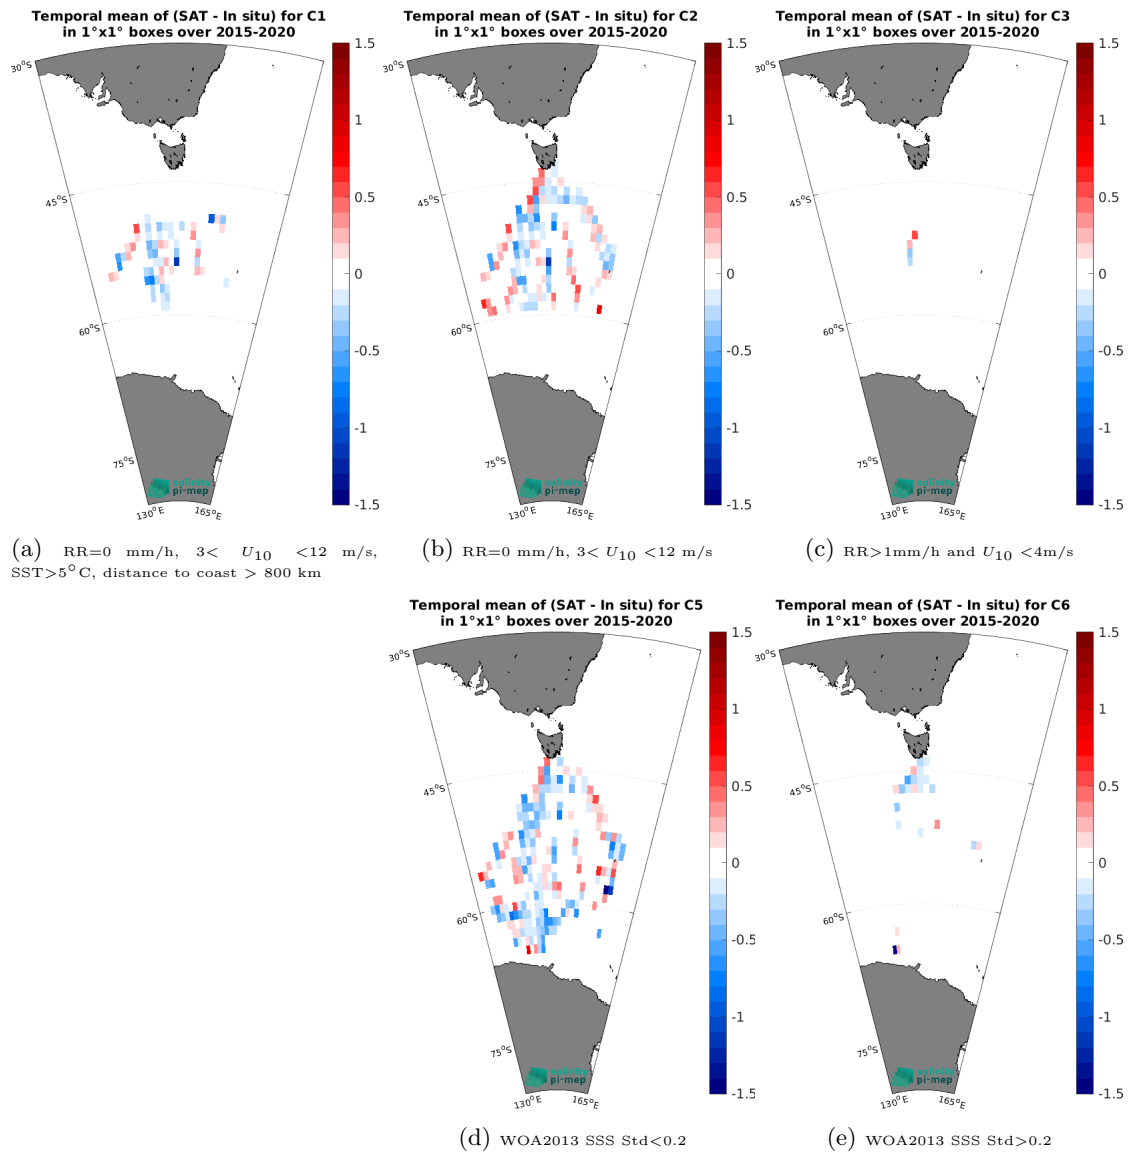 Temporal mean of (SAT - In situ) for C1
in 1°x1° boxes over 2015-2020
30°S
45°S
60°S
75°S
130°E
165°E
1.5
1
0.5
0
-0.5
-1
-1.5
salinity
pi-mep
(a) RR=0 mm/h, 3< U10 <12 m/s,
SST>5°C, distance to coast > 800 km
Temporal mean of (SAT - In situ) for C2
in 1°x1° boxes over 2015-2020
30°S
45°S
60°S
75°S
130°E
165°E
1.5
1
0.5
0
-0.5
-1
-1.5
salinity
pi-mep
(b) RR=0 mm/h, 3< U10 <12 m/s
Temporal mean of (SAT - In situ) for C3
in 1°x1° boxes over 2015-2020
30°S
45°S
60°S
75°S
130°E
165°E
1.5
1
0.5
0
-0.5
-1
-1.5
salinity
pi-mep
(c) RR>1mm/h and U10 <4m/s
Temporal mean of (SAT - In situ) for C5
in 1°x1° boxes over 2015-2020
30°S
45°S
60°S
75°S
130°E
165°E
1.5
1
0.5
0
-0.5
-1
-1.5
salinity
pi-mep
(d) WOA2013 SSS Std<0.2
Temporal mean of (SAT - In situ) for C6
in 1°x1° boxes over 2015-2020
30°S
45°S
60°S
75°S
130°E
165°E
1.5
1
0.5
0
-0.5
-1
-1.5
salinity
pi-mep
(e) WOA2013 SSS Std>0.2